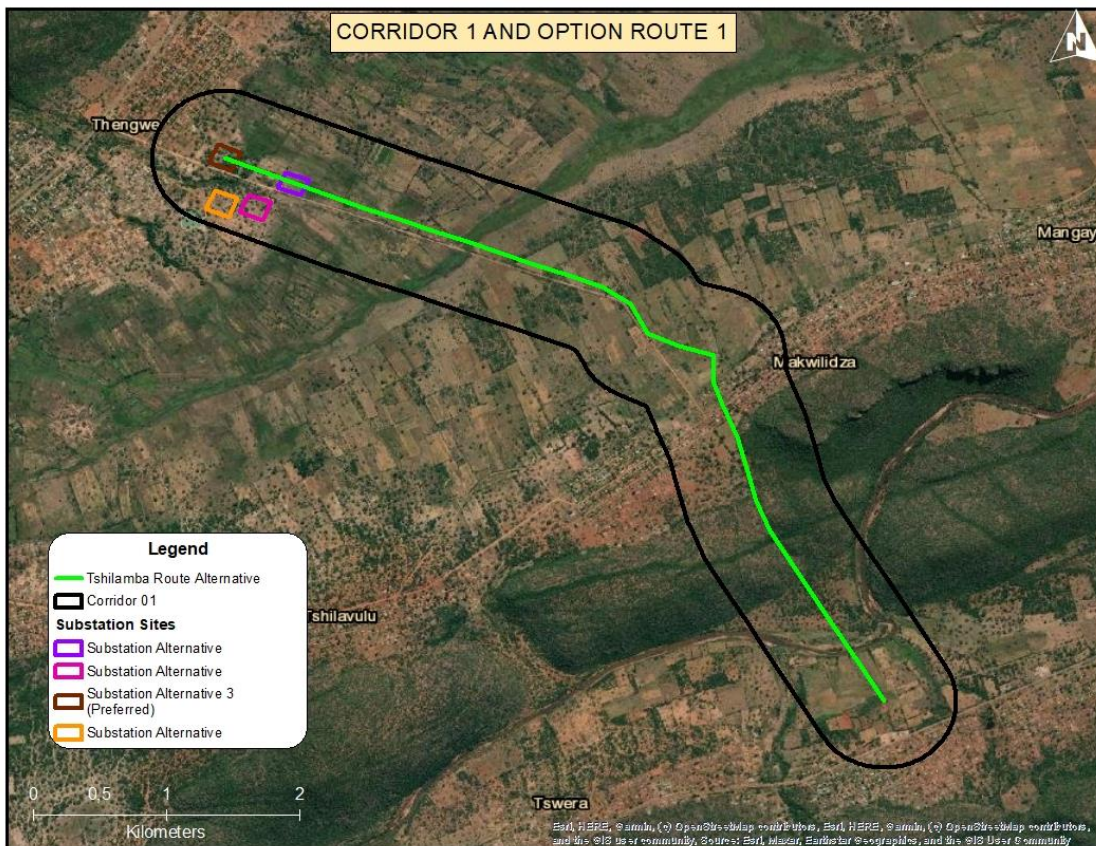 CORRIDOR 1 AND OPTION ROUTE 1
N
Thengwe
Mangay
Makwilidza
Tshilavulu
Tswera
Legend
Tshilamba Route Alternative
Corridor 01
Substation Sites
Substation Alternative
Substation Alternative
Substation Alternative 3
(Preferred)
Substation Alternative
0 0.5 1 2
Kilometers
Esri, HERE, Garmin, (c) OpenStreetMap contributors, Esri, HERE, Garmin, (c) OpenStreetMap contributors,
and the GIS user community, Source: Esri, Maxar, Earthstar Geographics, and the GIS User Community